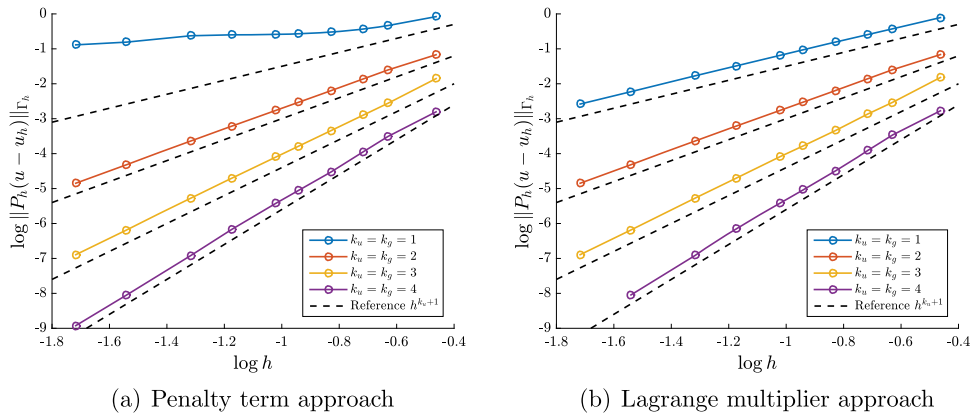 0
-1
-2
-3
-4
-5
-6
-7
-8
-9
log ||P_h(u − u_h)||_{Γ_h}
k_u = k_g = 1
k_u = k_g = 2
k_u = k_g = 3
k_u = k_g = 4
Reference h^{k_u+1}
-1.8 -1.6 -1.4 -1.2 -1 -0.8 -0.6 -0.4
log h
(a) Penalty term approach
0
-1
-2
-3
-4
-5
-6
-7
-8
-9
log ||P_h(u − u_h)||_{Γ_h}
k_u = k_g = 1
k_u = k_g = 2
k_u = k_g = 3
k_u = k_g = 4
Reference h^{k_u+1}
-1.8 -1.6 -1.4 -1.2 -1 -0.8 -0.6 -0.4
log h
(b) Lagrange multiplier approach